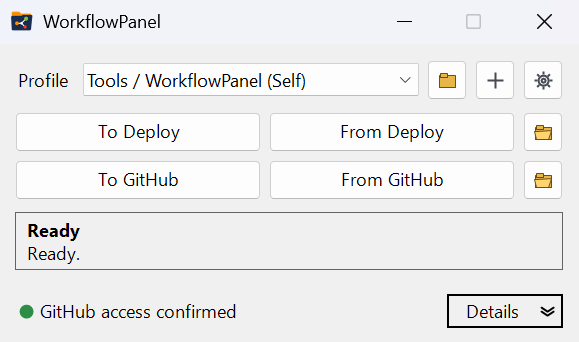 WorkflowPanel
Profile Tools / WorkflowPanel (Self)
To Deploy From Deploy
To GitHub From GitHub
Ready
Ready.
GitHub access confirmed Details